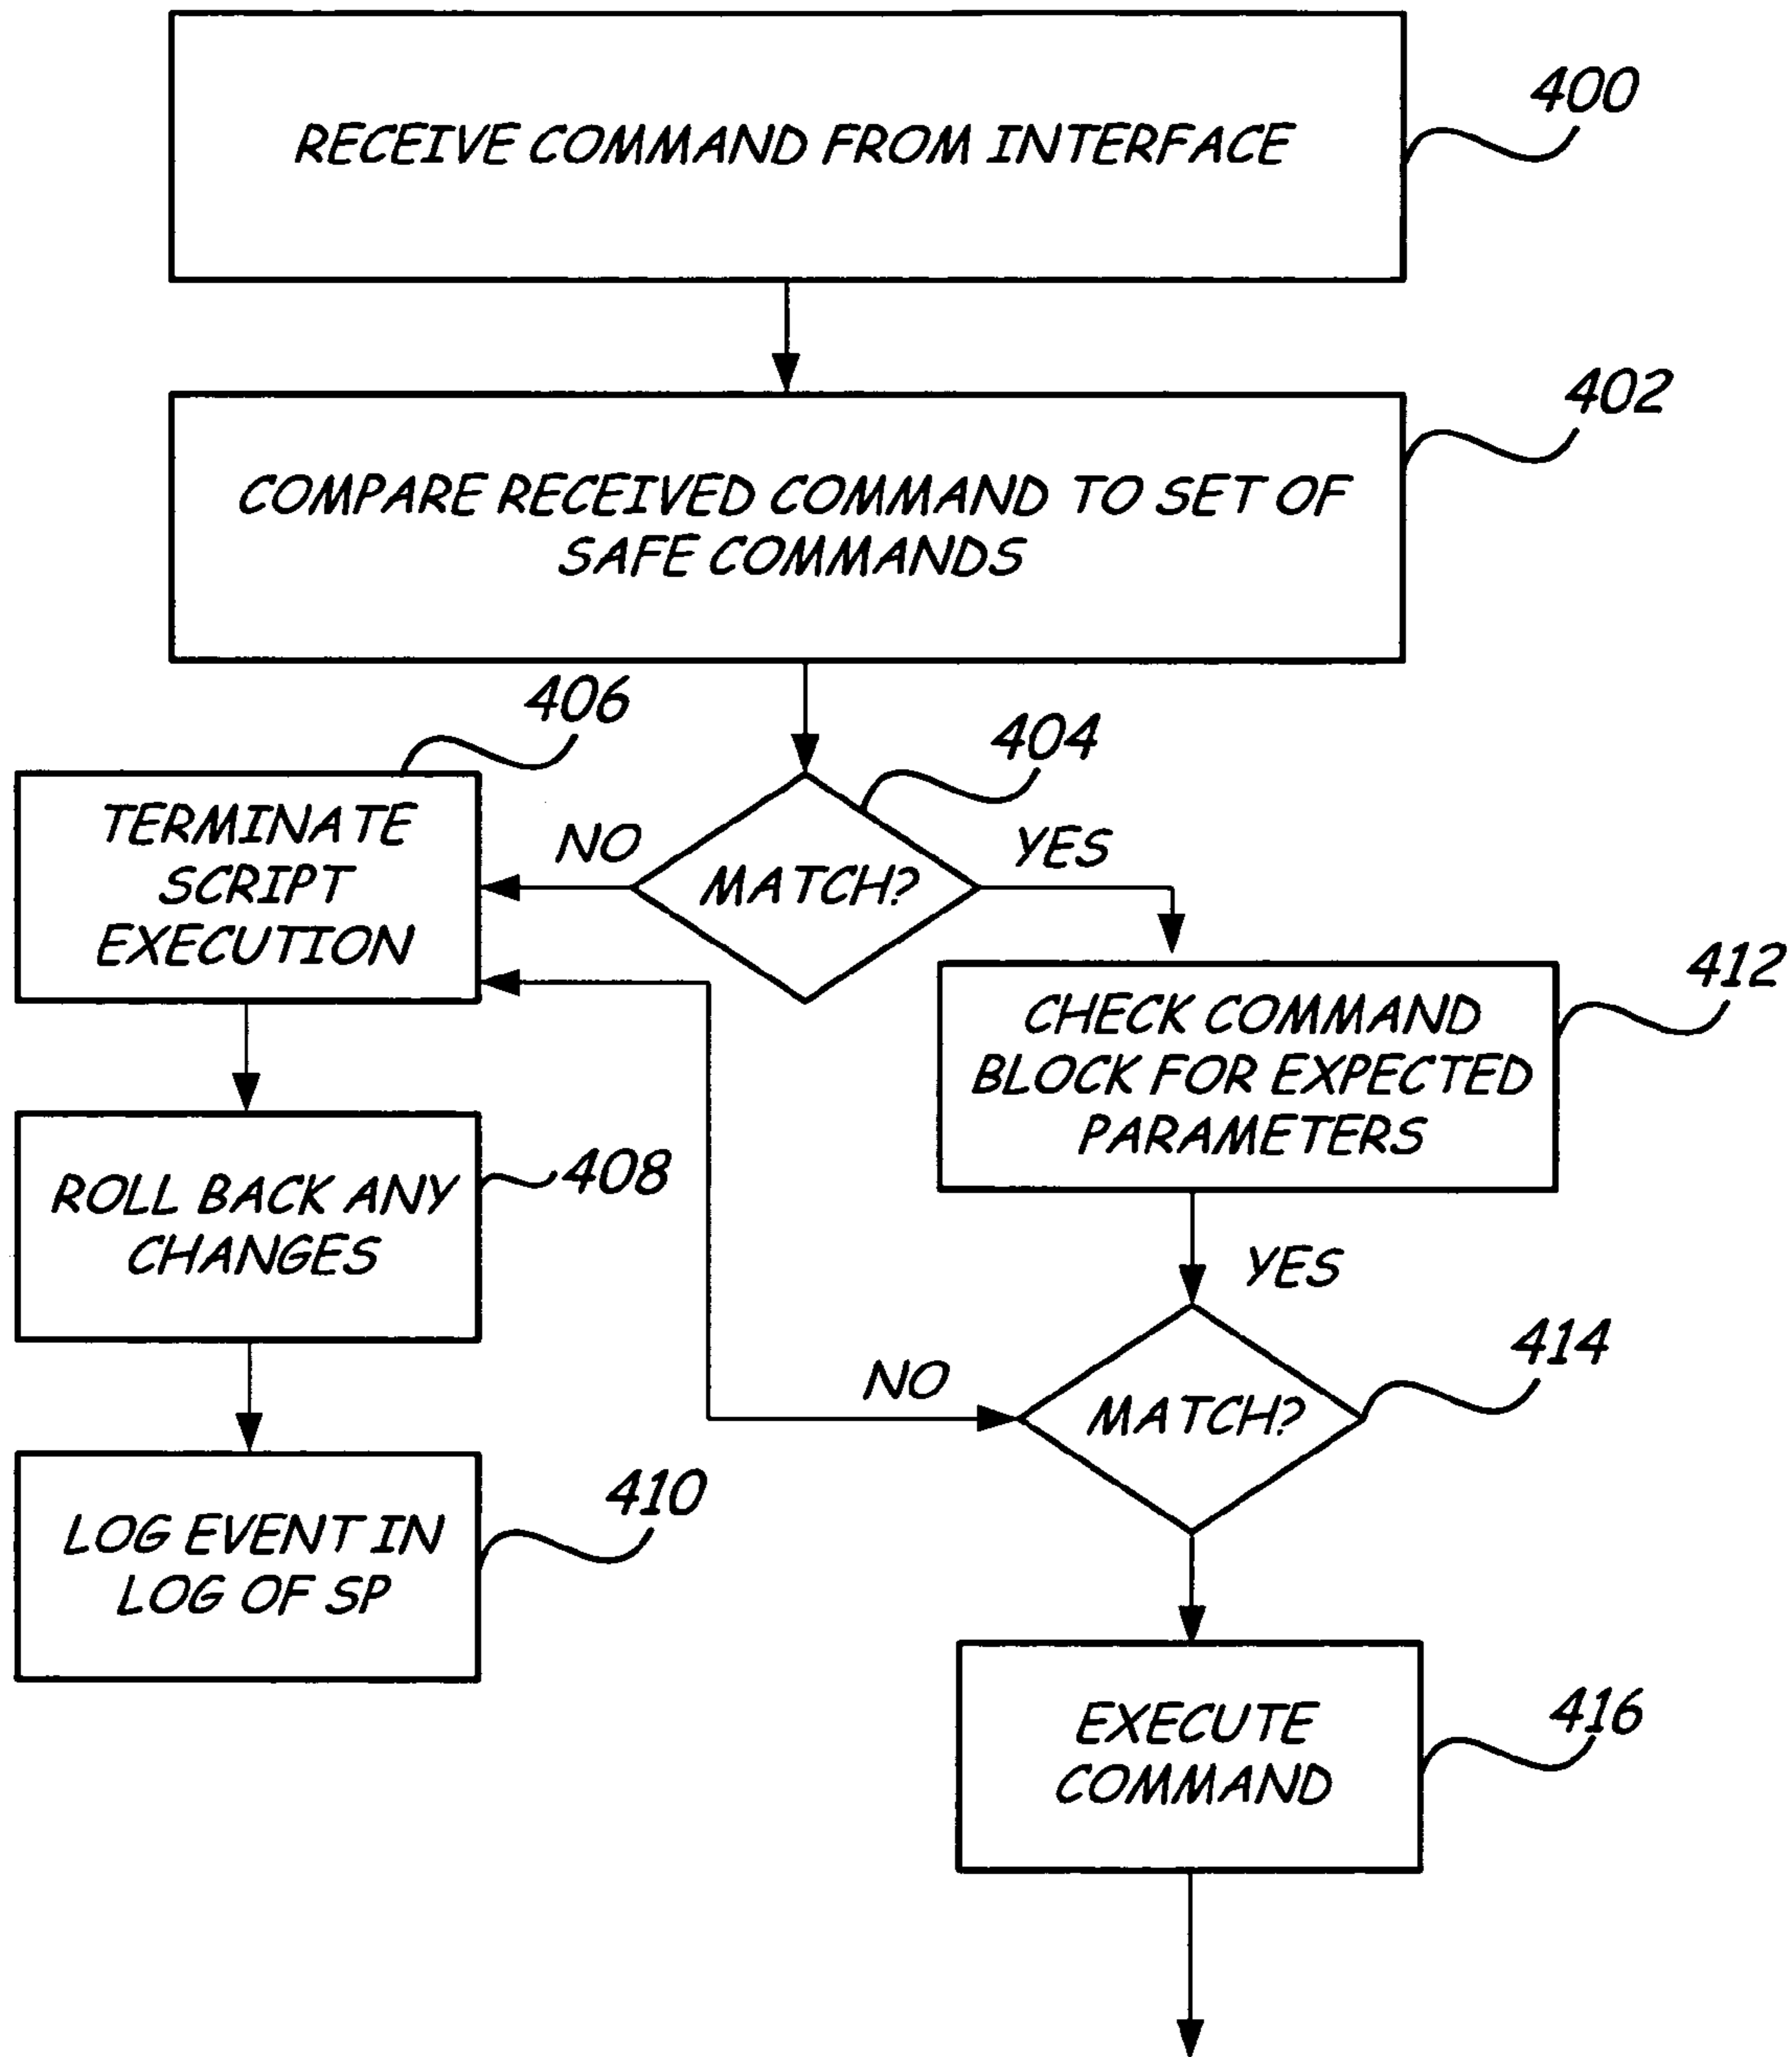 RECEIVE COMMAND FROM INTERFACE
400
COMPARE RECEIVED COMMAND TO SET OF
SAFE COMMANDS
402
406
404
TERMINATE
SCRIPT
EXECUTION
NO
MATCH?
YES
412
CHECK COMMAND
BLOCK FOR EXPECTED
PARAMETERS
ROLL BACK ANY
CHANGES
408
YES
414
NO
MATCH?
LOG EVENT IN
LOG OF SP
410
EXECUTE
COMMAND
416